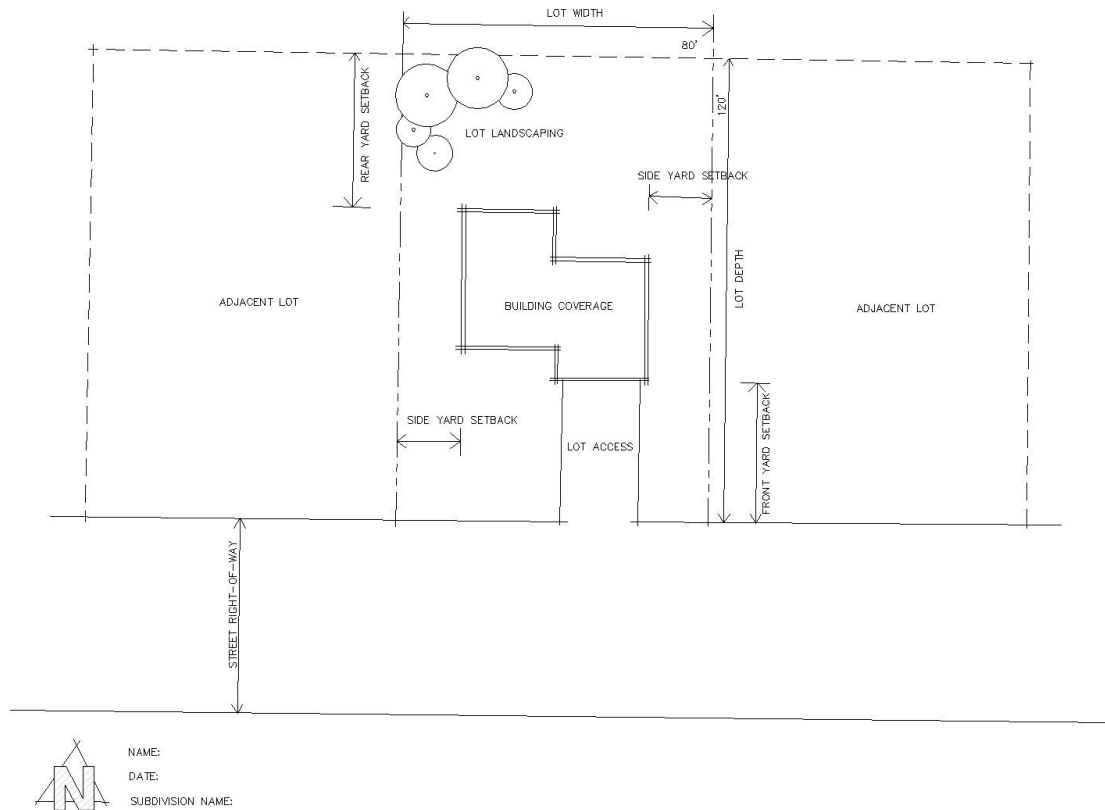 LOT WIDTH
80'
120'
REAR YARD SETBACK
LOT LANDSCAPING
SIDE YARD SETBACK
LOT DEPTH
ADJACENT LOT
BUILDING COVERAGE
ADJACENT LOT
SIDE YARD SETBACK
LOT ACCESS
FRONT YARD SETBACK
STREET RIGHT-OF-WAY
N
NAME:
DATE:
SUBDIVISION NAME: